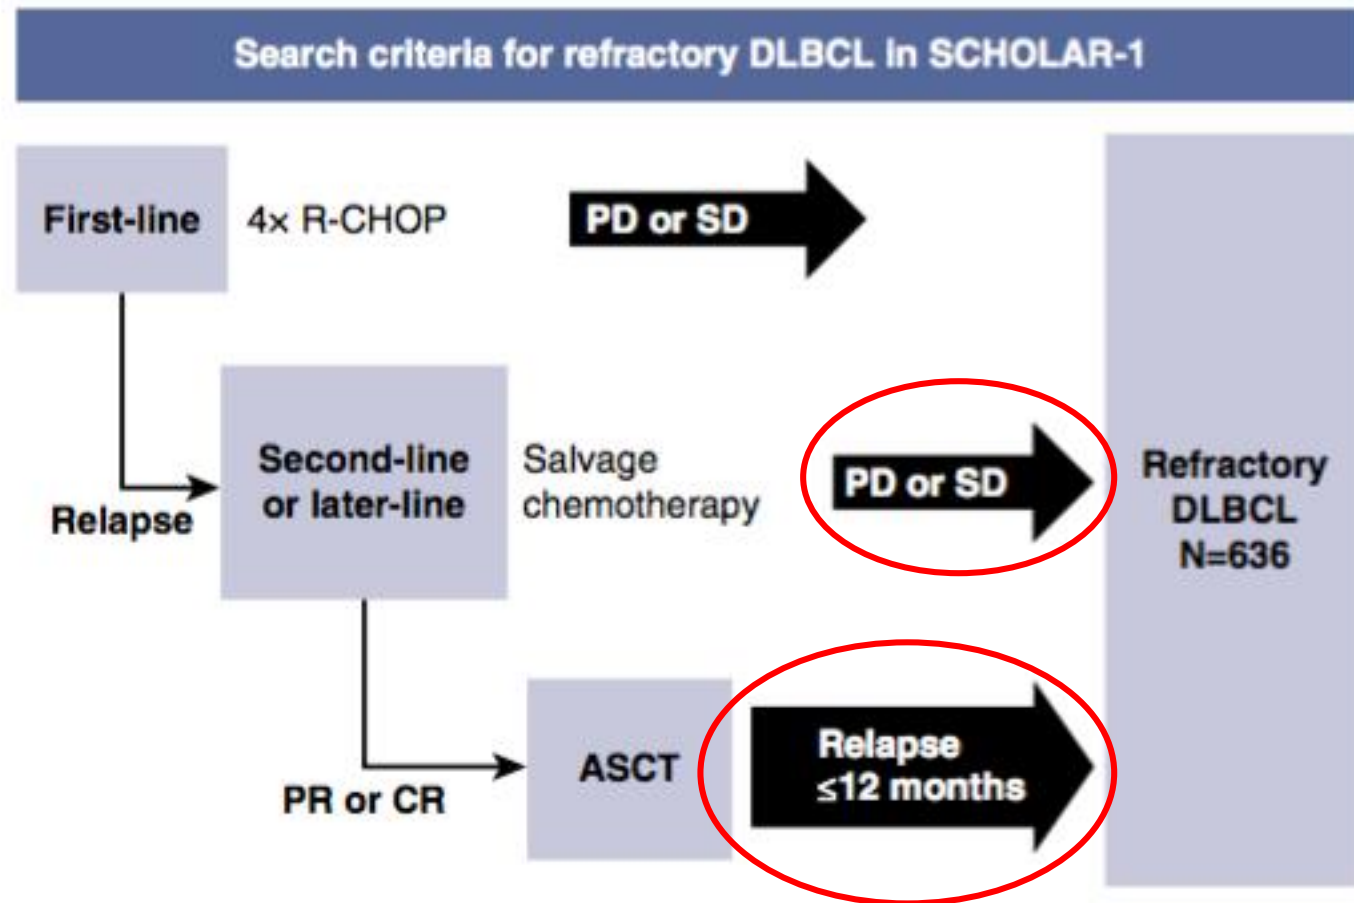 Search criteria for refractory DLBCL in SCHOLAR-1
First-line
4× R-CHOP
PD or SD
Relapse
Second-line
or later-line
Salvage
chemotherapy
PD or SD
Refractory
DLBCL
N=636
PR or CR
ASCT
Relapse
≤12 months